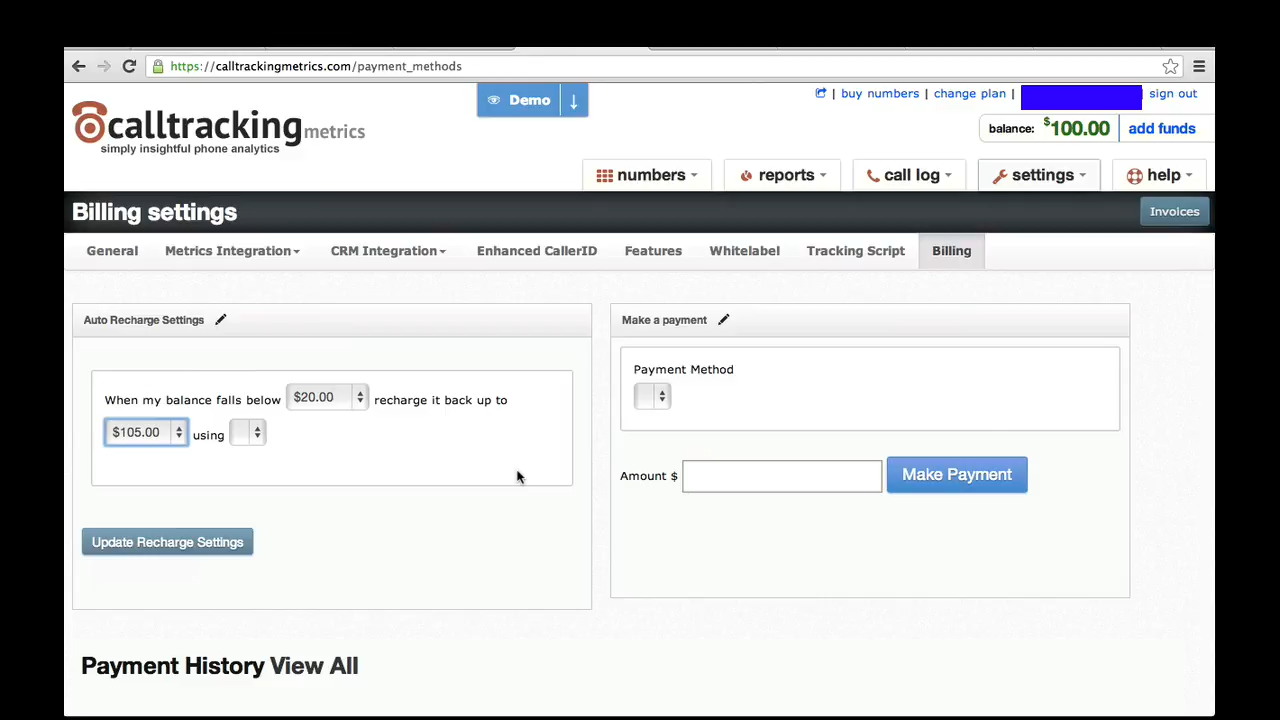 https://calltrackingmetrics.com/payment_methods
Demo
| buy numbers | change plan | | sign out
calltracking metrics
simply insightful phone analytics
balance: $100.00 add funds
numbers reports call log settings help
Billing settings
Invoices
General Metrics Integration CRM Integration Enhanced CallerID Features Whitelabel Tracking Script Billing
Auto Recharge Settings
When my balance falls below $20.00 recharge it back up to
$105.00 using
Update Recharge Settings
Make a payment
Payment Method
Amount $ Make Payment
Payment History View All